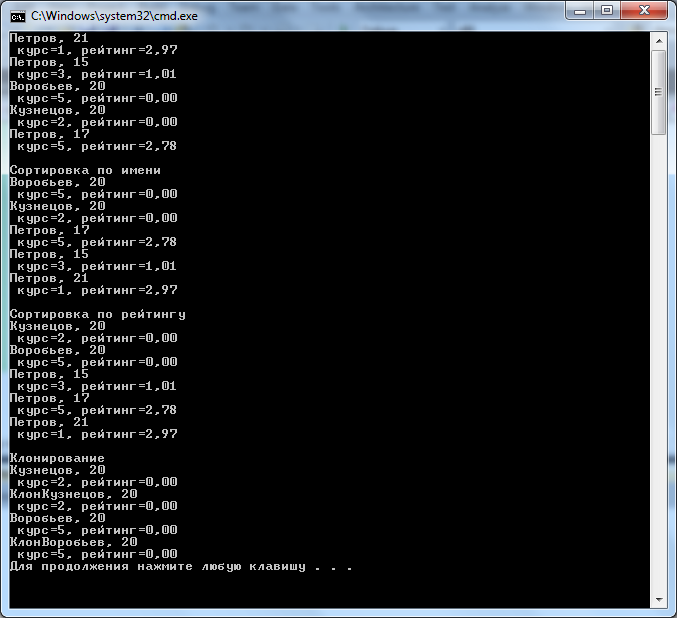 C:\Windows\system32\cmd.exe
Петров, 21
курс=1, рейтинг=2,97
Петров, 15
курс=3, рейтинг=1,01
Воробьев, 20
курс=5, рейтинг=0,00
Кузнецов, 20
курс=2, рейтинг=0,00
Петров, 17
курс=5, рейтинг=2,78
Сортировка по имени
Воробьев, 20
курс=5, рейтинг=0,00
Кузнецов, 20
курс=2, рейтинг=0,00
Петров, 17
курс=5, рейтинг=2,78
Петров, 15
курс=3, рейтинг=1,01
Петров, 21
курс=1, рейтинг=2,97
Сортировка по рейтингу
Кузнецов, 20
курс=2, рейтинг=0,00
Воробьев, 20
курс=5, рейтинг=0,00
Петров, 15
курс=3, рейтинг=1,01
Петров, 17
курс=5, рейтинг=2,78
Петров, 21
курс=1, рейтинг=2,97
Клонирование
Кузнецов, 20
курс=2, рейтинг=0,00
КлонКузнецов, 20
курс=2, рейтинг=0,00
Воробьев, 20
курс=5, рейтинг=0,00
КлонВоробьев, 20
курс=5, рейтинг=0,00
Для продолжения нажмите любую клавишу . . .